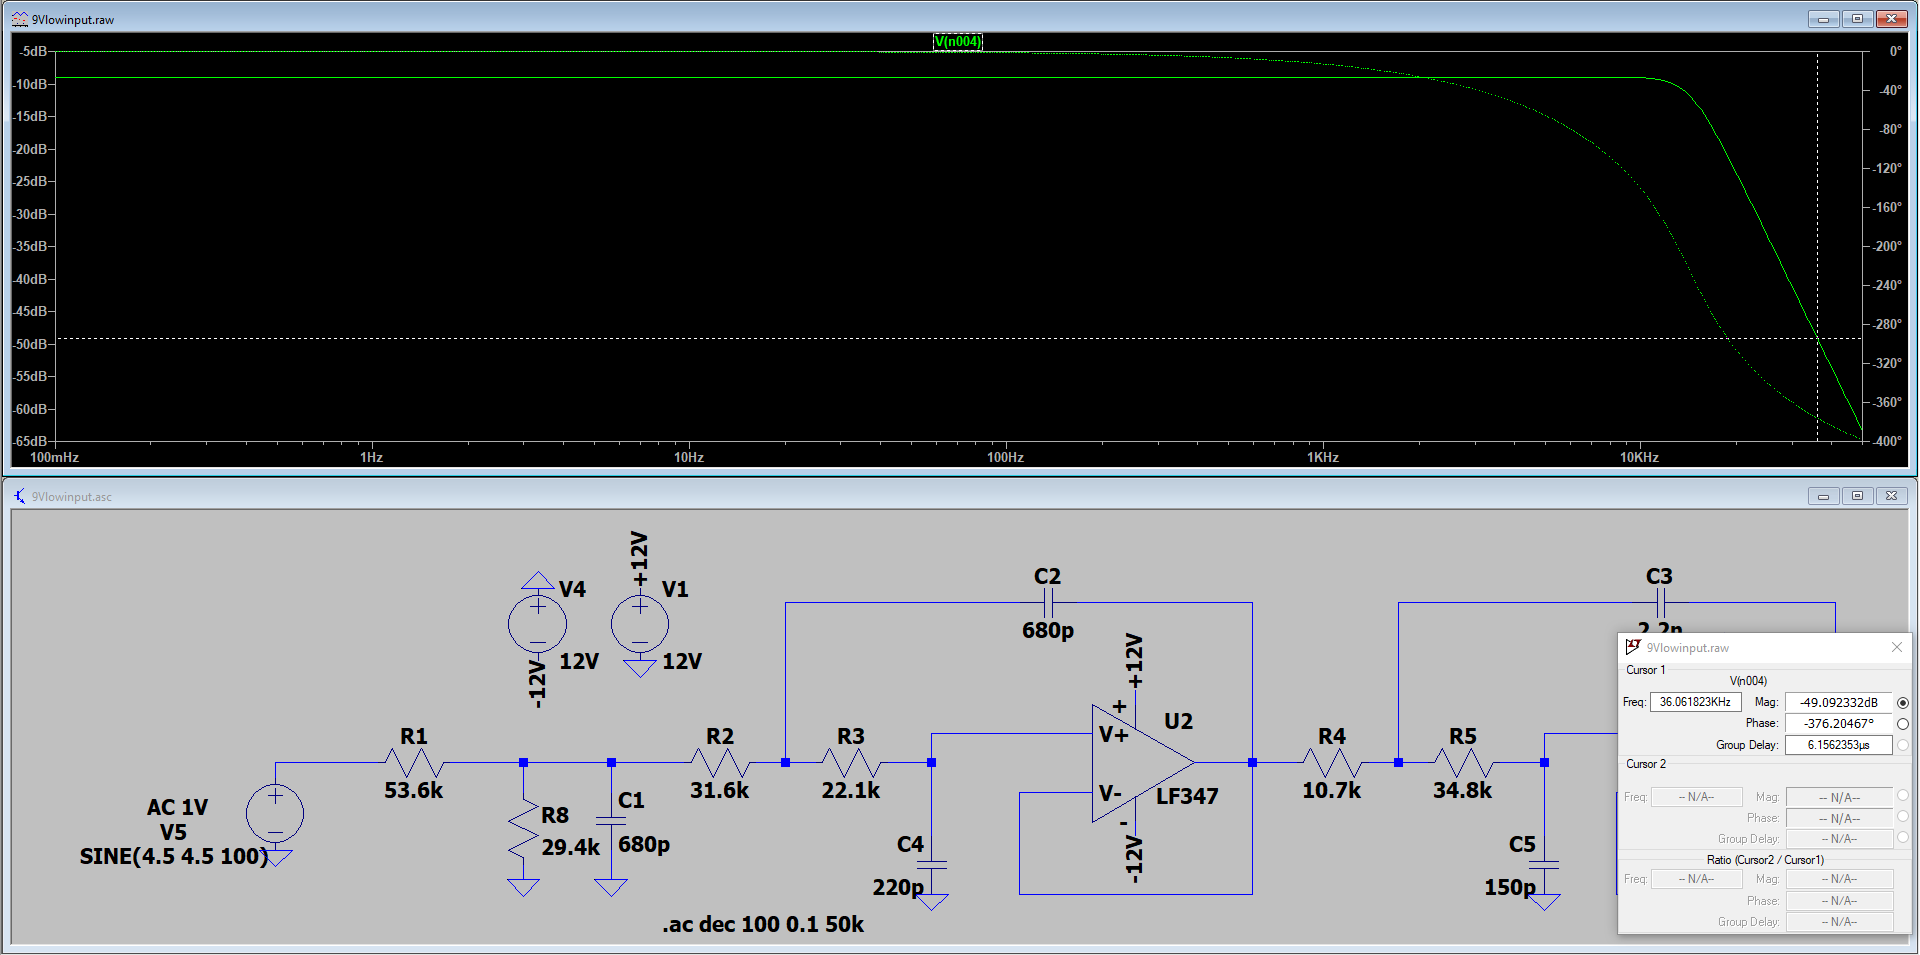 9Vlowinput.raw
V(n004)
-5dB
-10dB
-15dB
-20dB
-25dB
-30dB
-35dB
-40dB
-45dB
-50dB
-55dB
-60dB
-65dB
0°
-40°
-80°
-120°
-160°
-200°
-240°
-280°
-320°
-360°
-400°
100mHz 1Hz 10Hz 100Hz 1KHz 10KHz
9Vlowinput.asc
V4
12V
-12V
+12V
V1
12V
AC 1V
V5
SINE(4.5 4.5 100)
R1
53.6k
R8
29.4k
C1
680p
R2
31.6k
R3
22.1k
C2
680p
C4
220p
+12V
+
V+
V-
-
-12V
U2
LF347
R4
10.7k
R5
34.8k
C3
C5
150p
.ac dec 100 0.1 50k
9Vlowinput.raw
Cursor 1
V(n004)
Freq: 36.061823KHz Mag: -49.092332dB
Phase: -376.20467°
Group Delay: 6.1562353µs
Cursor 2
Freq: -- N/A-- Mag: -- N/A--
Phase: -- N/A--
Group Delay: -- N/A--
Ratio (Cursor2 / Cursor1)
Freq: -- N/A-- Mag: -- N/A--
Phase: -- N/A--
Group Delay: -- N/A--